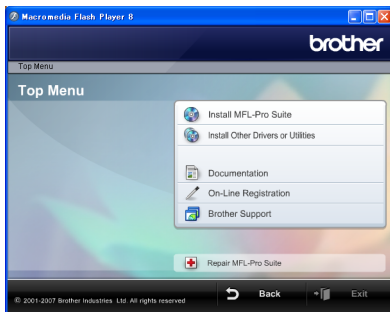 Macromedia Flash Player 8
brother
Top Menu
Top Menu
Install MFL-Pro Suite
Install Other Drivers or Utilities
Documentation
On-Line Registration
Brother Support
Repair MFL-Pro Suite
© 2001-2007 Brother Industries Ltd. All rights reserved
Back
Exit